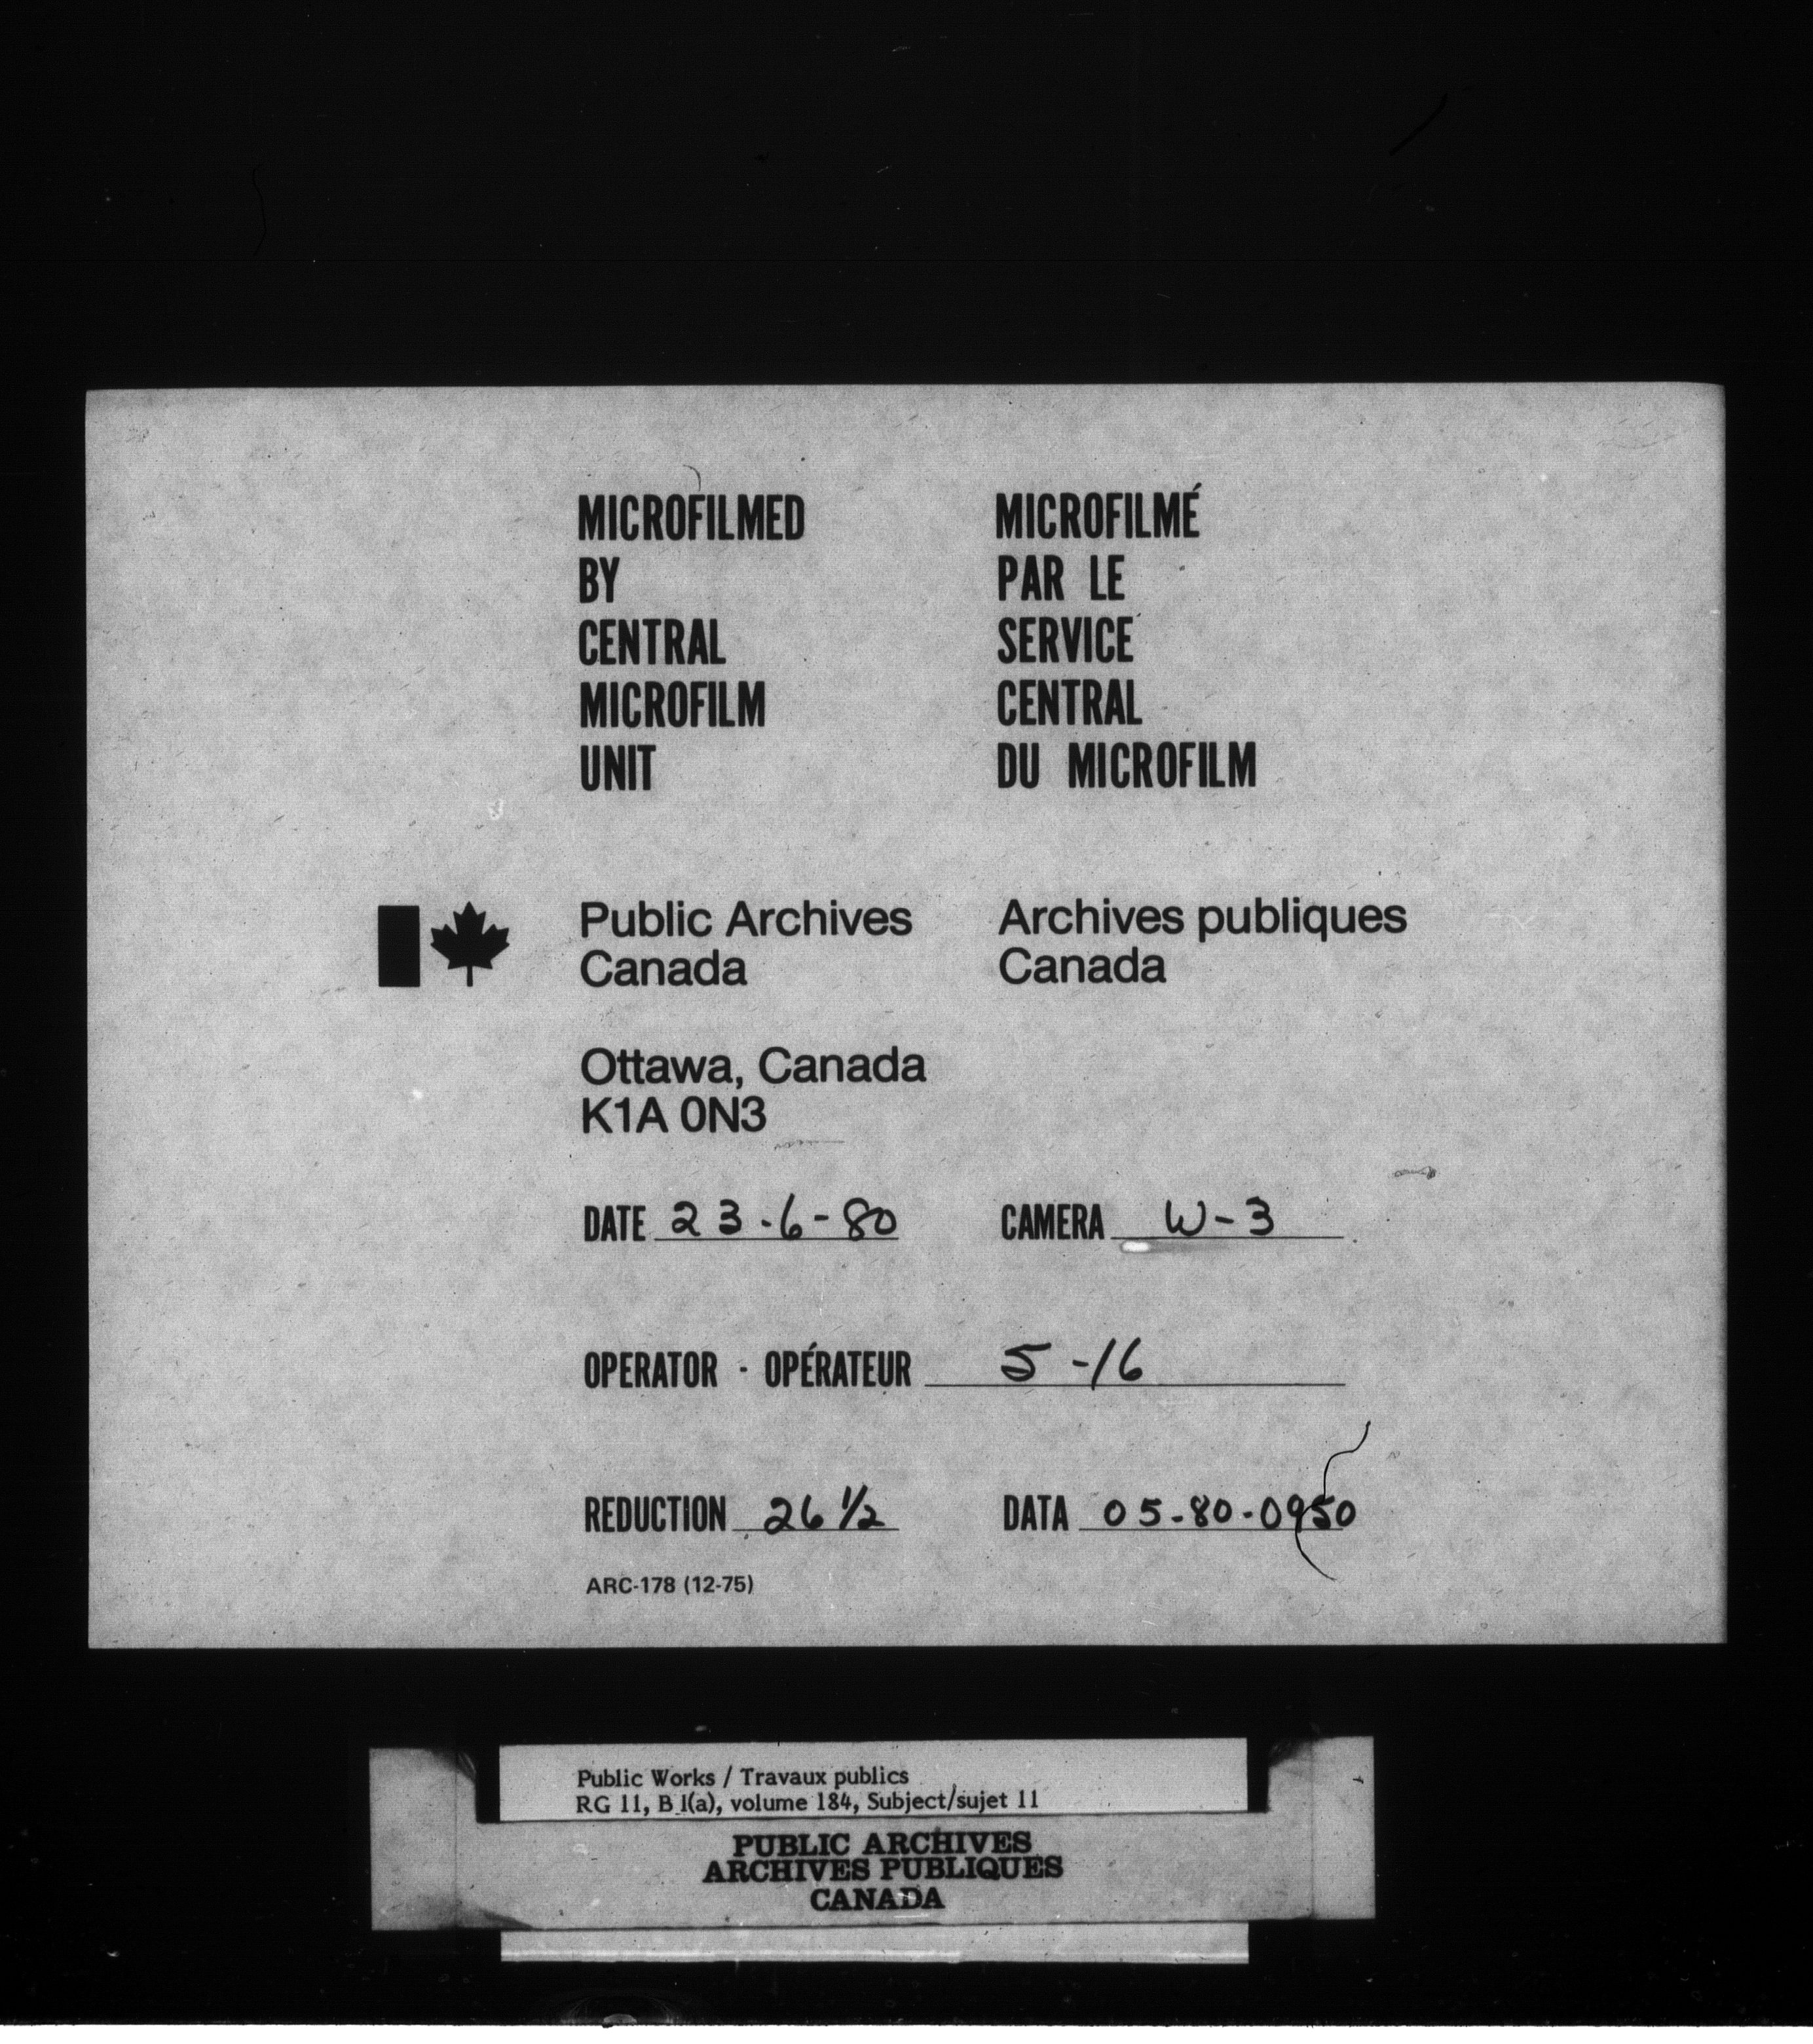 MICROFILMED
BY
CENTRAL
MICROFILM
UNIT
MICROFILMÉ
PAR LE
SERVICE
CENTRAL
DU MICROFILM
Public Archives
Canada
Archives publiques
Canada
Ottawa, Canada
K1A 0N3
DATE 23-6-80
CAMERA W-3
OPERATOR - OPÉRATEUR 5-16
REDUCTION 26 1/2
DATA 05-80-0950
ARC-178 (12-75)
Public Works / Travaux publics
RG 11, B 1(a), volume 184, Subject/sujet 11
PUBLIC ARCHIVES
ARCHIVES PUBLIQUES
CANADA